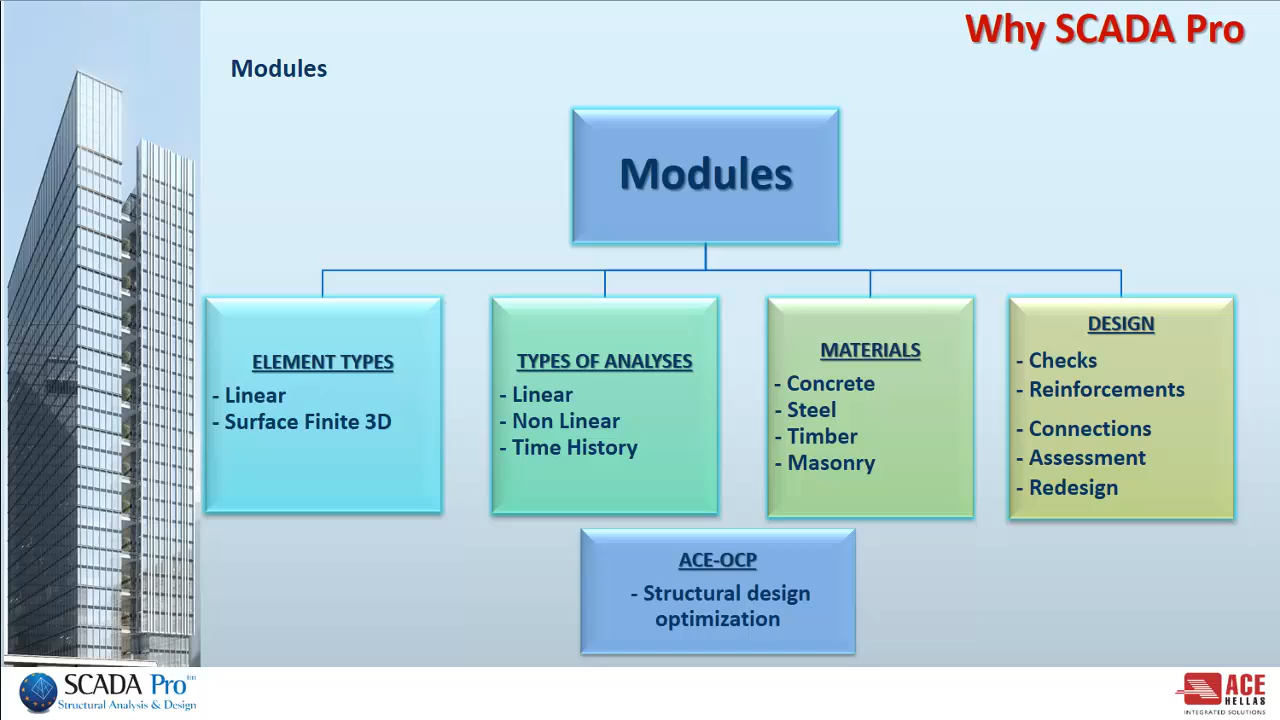 Why SCADA Pro
Modules
Modules
ELEMENT TYPES
- Linear
- Surface Finite 3D
TYPES OF ANALYSES
- Linear
- Non Linear
- Time History
MATERIALS
- Concrete
- Steel
- Timber
- Masonry
DESIGN
- Checks
- Reinforcements
- Connections
- Assessment
- Redesign
ACE-OCP
- Structural design
optimization
SCADA Pro™
Structural Analysis & Design
ACE
HELLAS
INTEGRATED SOLUTIONS